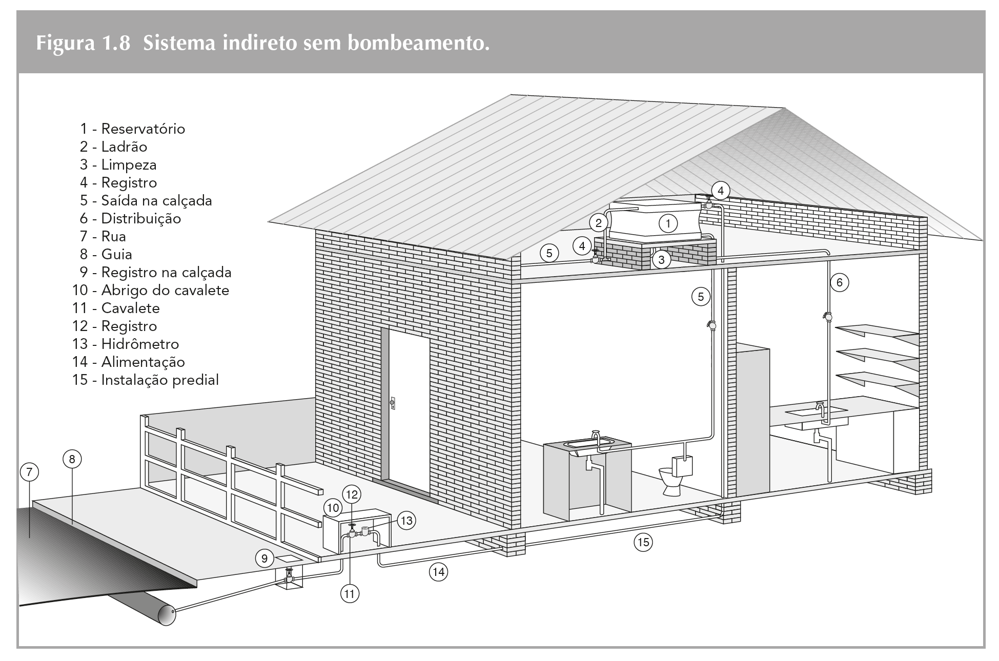 Figura 1.8 Sistema indireto sem bombeamento.
1 - Reservatório
2 - Ladrão
3 - Limpeza
4 - Registro
5 - Saída na calçada
6 - Distribuição
7 - Rua
8 - Guia
9 - Registro na calçada
10 - Abrigo do cavalete
11 - Cavalete
12 - Registro
13 - Hidrômetro
14 - Alimentação
15 - Instalação predial
4
2
1
4
5
3
6
5
8
7
12
10
13
9
15
14
11